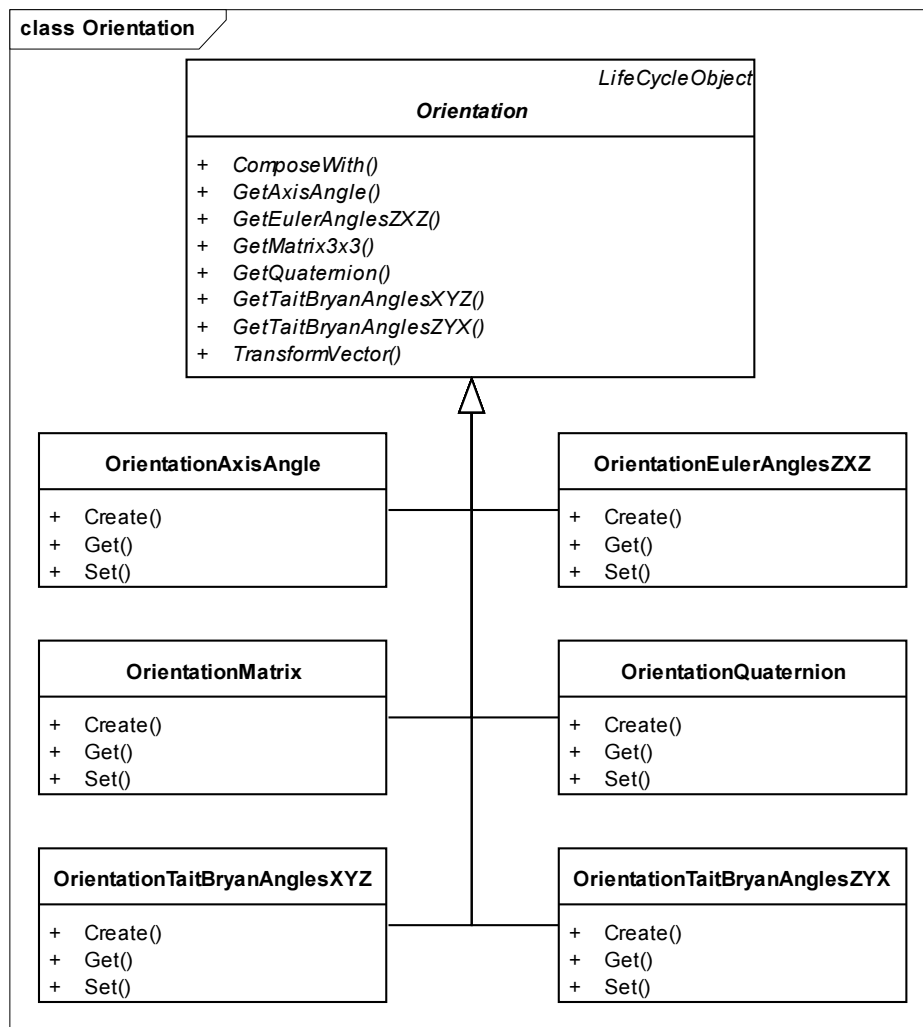 class Orientation
LifeCycleObject
Orientation
+ ComposeWith()
+ GetAxisAngle()
+ GetEulerAnglesZXZ()
+ GetMatrix3x3()
+ GetQuaternion()
+ GetTaitBryanAnglesXYZ()
+ GetTaitBryanAnglesZYX()
+ TransformVector()
OrientationAxisAngle
+ Create()
+ Get()
+ Set()
OrientationEulerAnglesZXZ
+ Create()
+ Get()
+ Set()
OrientationMatrix
+ Create()
+ Get()
+ Set()
OrientationQuaternion
+ Create()
+ Get()
+ Set()
OrientationTaitBryanAnglesXYZ
+ Create()
+ Get()
+ Set()
OrientationTaitBryanAnglesZYX
+ Create()
+ Get()
+ Set()